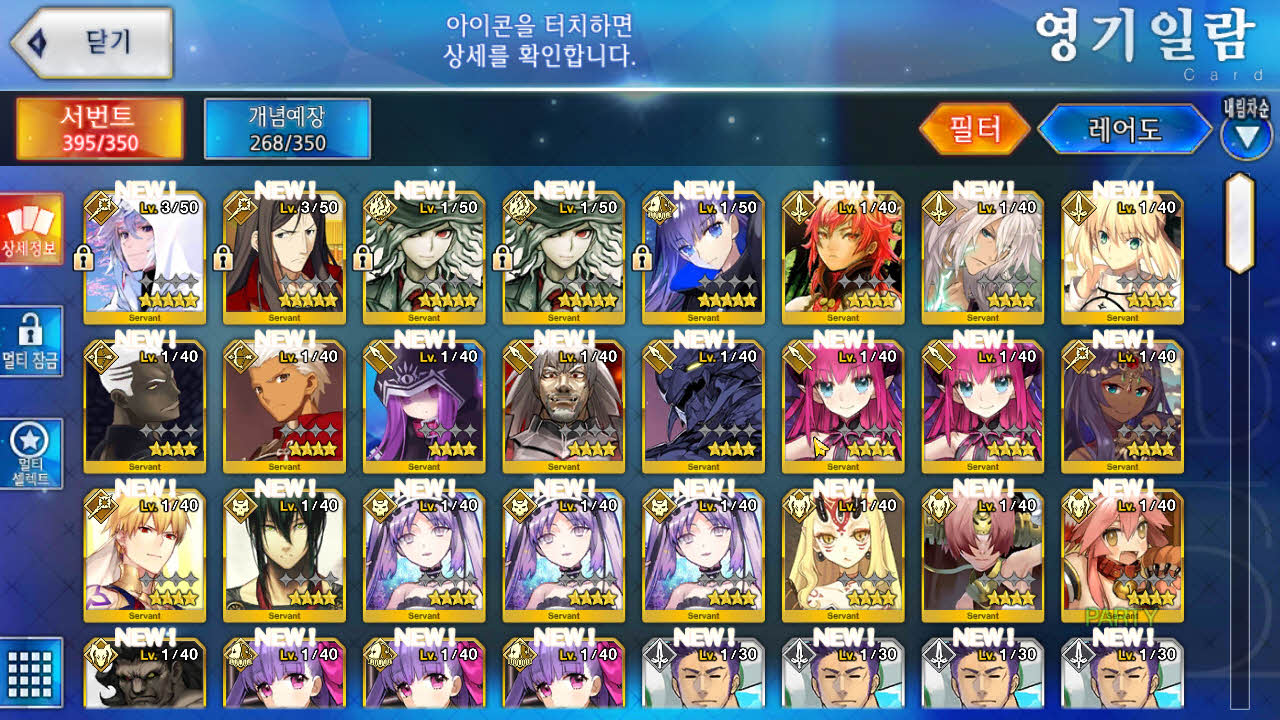 닫기
아이콘을 터치하면
상세를 확인합니다.
영기일람
Card
서번트
395/350
개념예장
268/350
필터
레어도
내림차순
상세정보
멀티 잠금
멀티
셀렉트
NEW! NEW! NEW! NEW! NEW! NEW! NEW! NEW!
Lv. 3/50 Lv. 3/50 Lv. 1/50 Lv. 1/50 Lv. 1/50 Lv. 1/40 Lv. 1/40 Lv. 1/40
Servant Servant Servant Servant Servant Servant Servant Servant
NEW! NEW! NEW! NEW! NEW! NEW! NEW! NEW!
Lv. 1/40 Lv. 1/40 Lv. 1/40 Lv. 1/40 Lv. 1/40 Lv. 1/40 Lv. 1/40 Lv. 1/40
Servant Servant Servant Servant Servant Servant Servant Servant
NEW! NEW! NEW! NEW! NEW! NEW! NEW! NEW!
Lv. 1/40 Lv. 1/40 Lv. 1/40 Lv. 1/40 Lv. 1/40 Lv. 1/40 Lv. 1/40 Lv. 1/40
Servant Servant Servant Servant Servant Servant Servant Servant
PARTY
NEW! NEW! NEW! NEW! NEW! NEW! NEW! NEW!
Lv. 1/40 Lv. 1/40 Lv. 1/40 Lv. 1/40 Lv. 1/30 Lv. 1/30 Lv. 1/30 Lv. 1/30